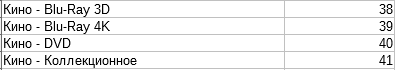 Кино - Blu-Ray 3D 38
Кино - Blu-Ray 4K 39
Кино - DVD 40
Кино - Коллекционное 41